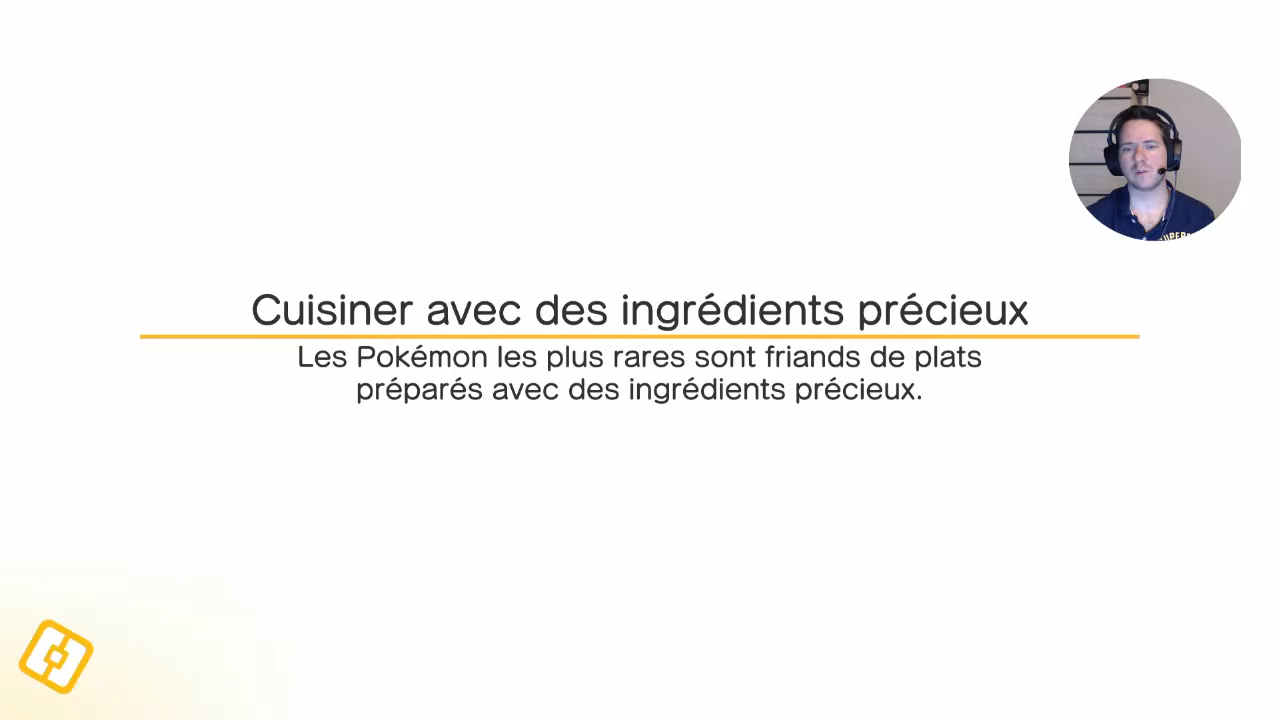 Cuisiner avec des ingrédients précieux
Les Pokémon les plus rares sont friands de plats
préparés avec des ingrédients précieux.